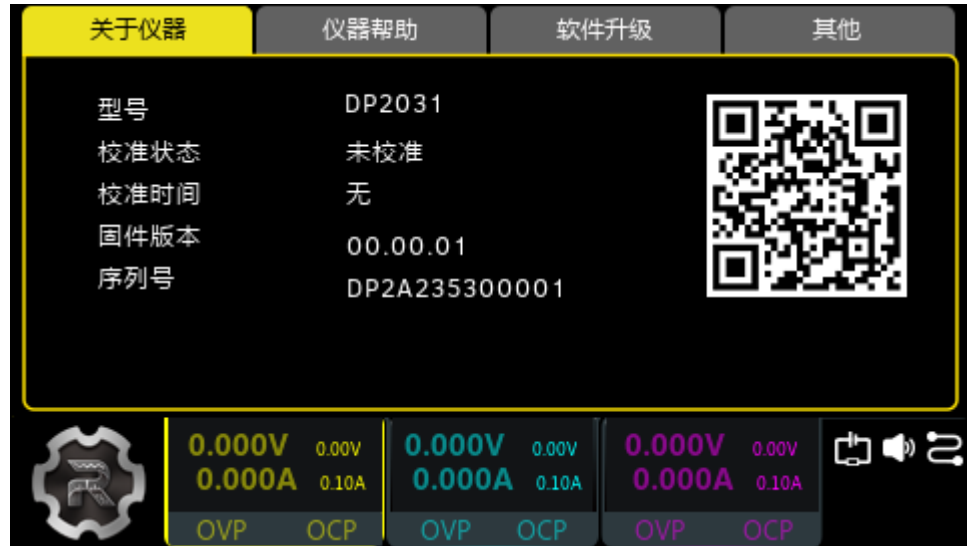 关于仪器 仪器帮助 软件升级 其他
型号 DP2031
校准状态 未校准
校准时间 无
固件版本 00.00.01
序列号 DP2A235300001
0.000V 0.00V 0.000V 0.00V 0.000V 0.00V
0.000A 0.10A 0.000A 0.10A 0.000A 0.10A
OVP OCP OVP OCP OVP OCP